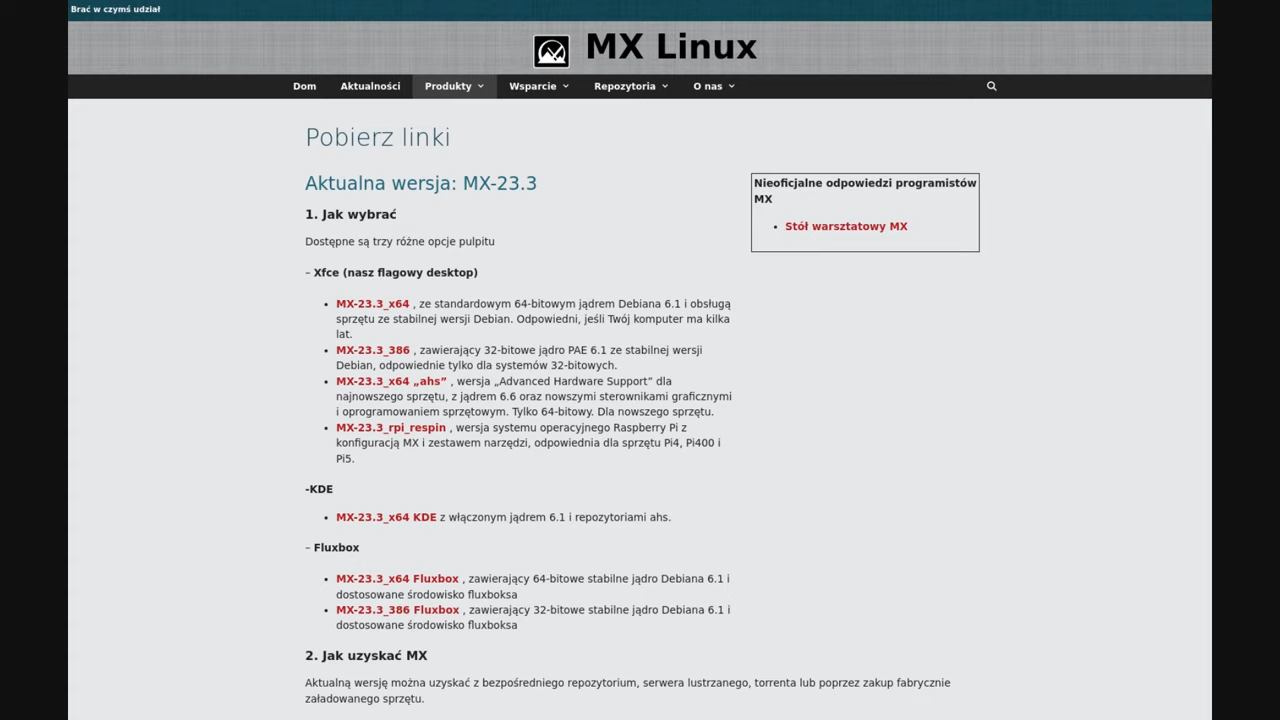 Brać w czymś udział
MX Linux
Dom Aktualności Produkty Wsparcie Repozytoria O nas
Pobierz linki
Aktualna wersja: MX-23.3
1. Jak wybrać
Dostępne są trzy różne opcje pulpitu
– Xfce (nasz flagowy desktop)
• MX-23.3_x64 , ze standardowym 64-bitowym jądrem Debiana 6.1 i obsługą
sprzętu ze stabilnej wersji Debian. Odpowiedni, jeśli Twój komputer ma kilka
lat.
• MX-23.3_386 , zawierający 32-bitowe jądro PAE 6.1 ze stabilnej wersji
Debian, odpowiednie tylko dla systemów 32-bitowych.
• MX-23.3_x64 „ahs” , wersja „Advanced Hardware Support” dla
najnowszego sprzętu, z jądrem 6.6 oraz nowszymi sterownikami graficznymi
i oprogramowaniem sprzętowym. Tylko 64-bitowy. Dla nowszego sprzętu.
• MX-23.3_rpi_respin , wersja systemu operacyjnego Raspberry Pi z
konfiguracją MX i zestawem narzędzi, odpowiednia dla sprzętu Pi4, Pi400 i
Pi5.
-KDE
• MX-23.3_x64 KDE z włączonym jądrem 6.1 i repozytoriami ahs.
– Fluxbox
• MX-23.3_x64 Fluxbox , zawierający 64-bitowe stabilne jądro Debiana 6.1 i
dostosowane środowisko fluxboksa
• MX-23.3_386 Fluxbox , zawierający 32-bitowe stabilne jądro Debiana 6.1 i
dostosowane środowisko fluxboksa
2. Jak uzyskać MX
Aktualną wersję można uzyskać z bezpośredniego repozytorium, serwera lustrzanego, torrenta lub poprzez zakup fabrycznie
załadowanego sprzętu.
Nieoficjalne odpowiedzi programistów
MX
• Stół warsztatowy MX